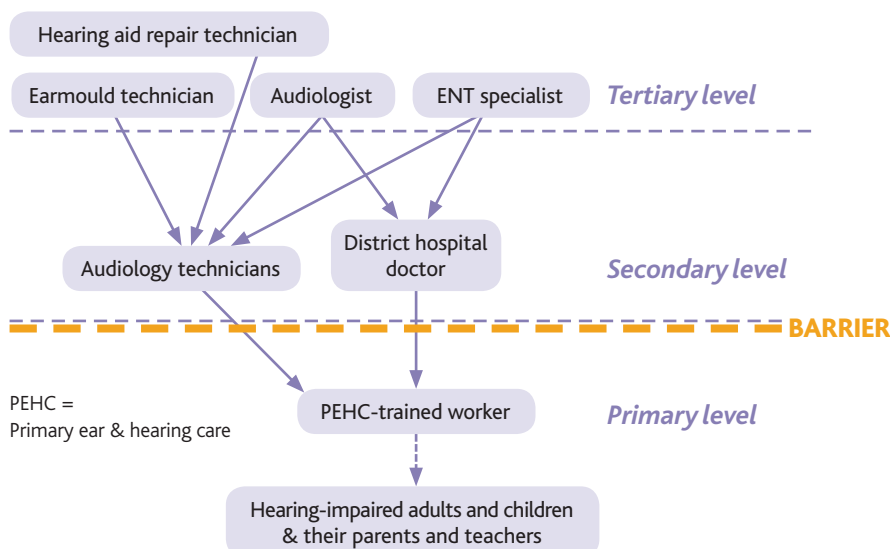 Hearing aid repair technician
Earmould technician
Audiologist
ENT specialist
Tertiary level
Audiology technicians
District hospital
doctor
Secondary level
BARRIER
PEHC =
Primary ear & hearing care
PEHC-trained worker
Primary level
Hearing-impaired adults and children
& their parents and teachers